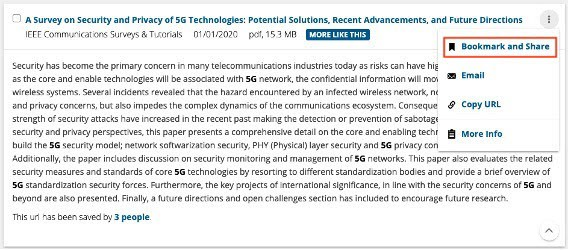 A Survey on Security and Privacy of 5G Technologies: Potential Solutions, Recent Advancements, and Future Directions
IEEE Communications Surveys & Tutorials 01/01/2020 pdf, 15.3 MB MORE LIKE THIS
Bookmark and Share
Email
Copy URL
More Info
Security has become the primary concern in many telecommunications industries today as risks can have hig
as the core and enable technologies will be associated with 5G network, the confidential information will mov
wireless systems. Several incidents revealed that the hazard encountered by an infected wireless network, no
and privacy concerns, but also impedes the complex dynamics of the communications ecosystem. Conseque
strength of security attacks have increased in the recent past making the detection or prevention of sabotage
security and privacy perspectives, this paper presents a comprehensive detail on the core and enabling techn
build the 5G security model; network softwarization security, PHY (Physical) layer security and 5G privacy con
Additionally, the paper includes discussion on security monitoring and management of 5G networks. This paper also evaluates the related
security measures and standards of core 5G technologies by resorting to different standardization bodies and provide a brief overview of
5G standardization security forces. Furthermore, the key projects of international significance, in line with the security concerns of 5G and
beyond are also presented. Finally, a future directions and open challenges section has included to encourage future research.
This url has been saved by 3 people.